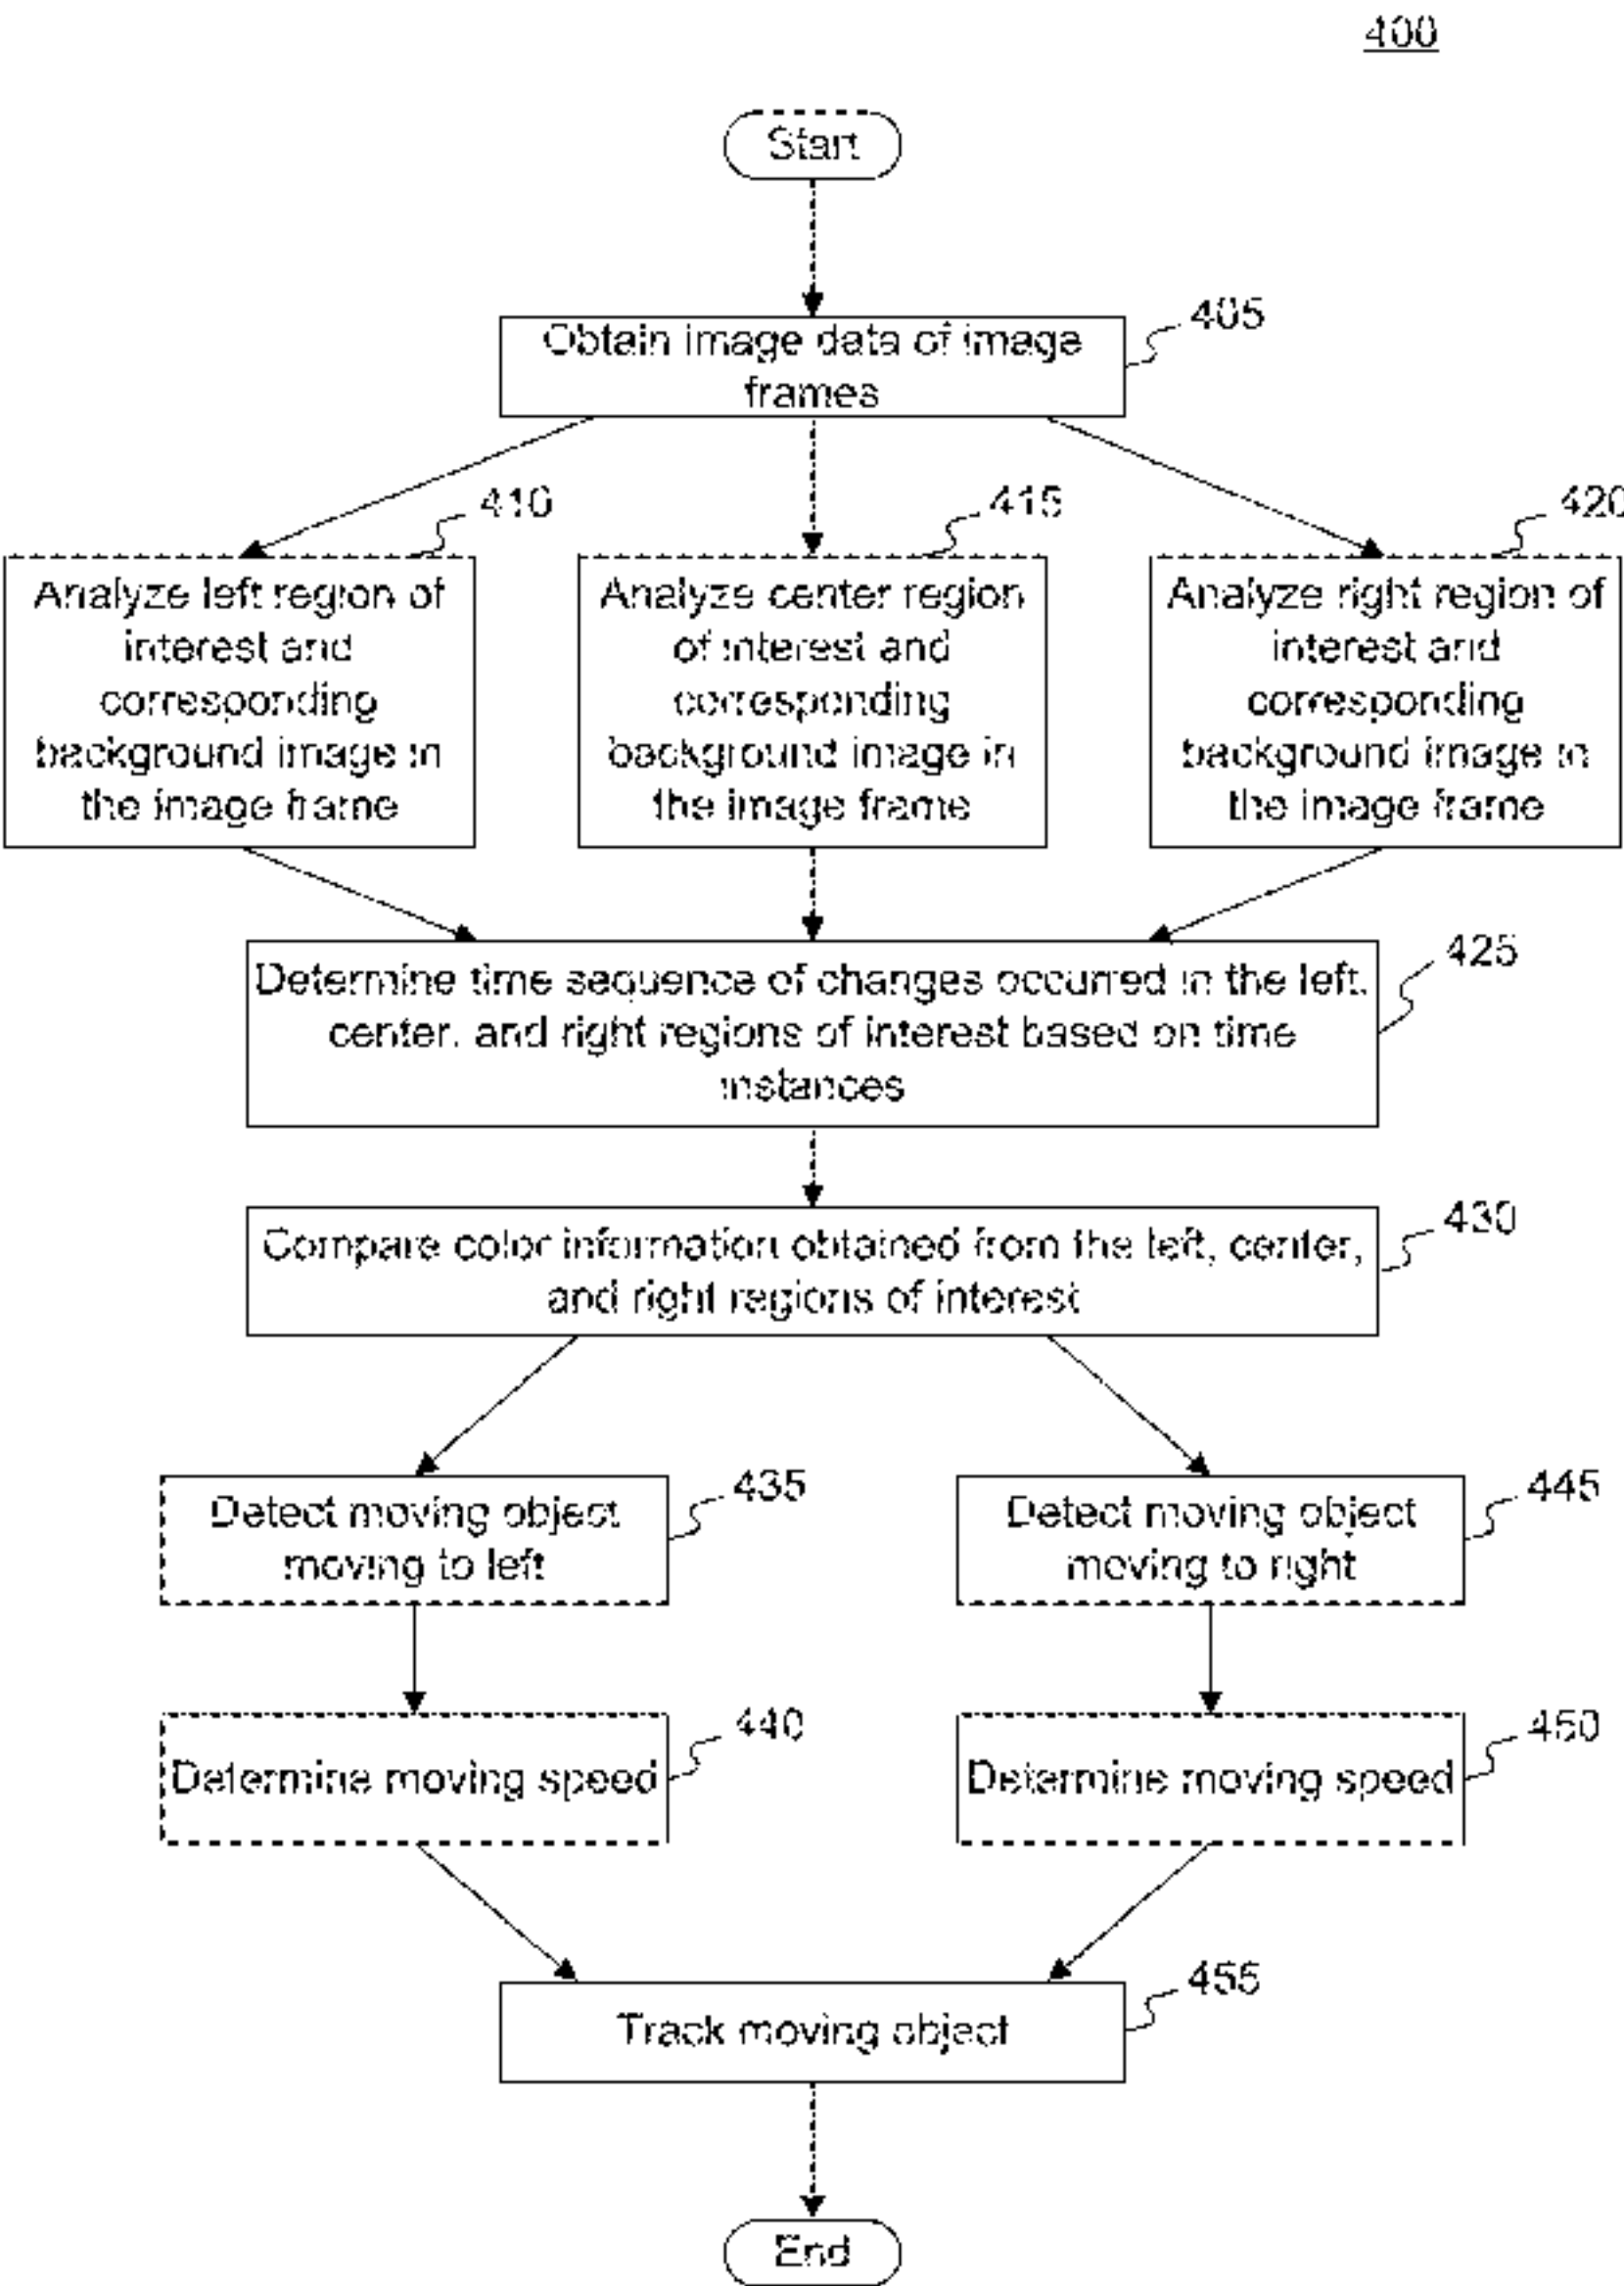 400
Start
405
Obtain image data of image
frames
410
415
420
Analyze left region of
interest and
corresponding
background image in
the image frame
Analyze center region
of interest and
corresponding
background image in
the image frame
Analyze right region of
interest and
corresponding
background image in
the image frame
425
Determine time sequence of changes occurred in the left,
center, and right regions of interest based on time
instances
430
Compare color information obtained from the left, center,
and right regions of interest
435
Detect moving object
moving to left
445
Detect moving object
moving to right
440
Determine moving speed
450
Determine moving speed
455
Track moving object
End